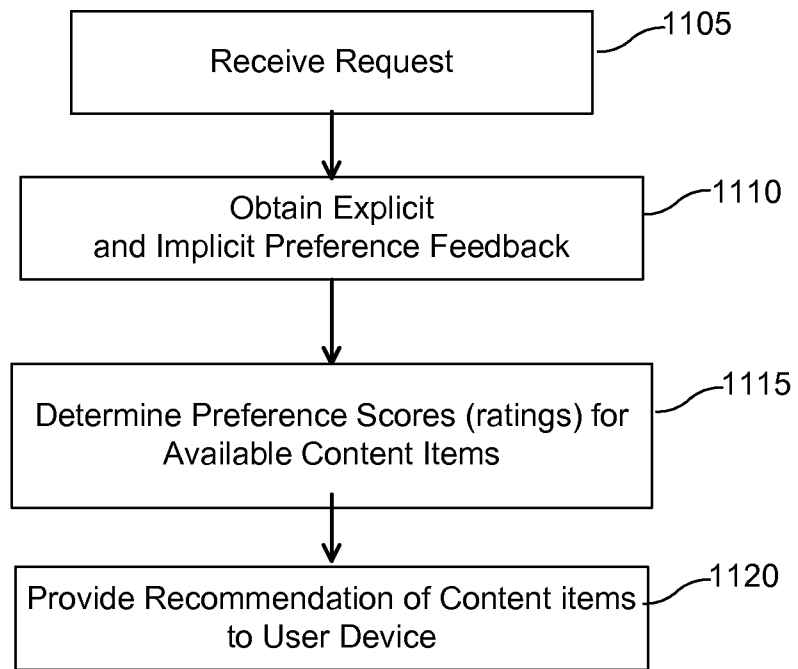 1105
Receive Request
1110
Obtain Explicit
and Implicit Preference Feedback
1115
Determine Preference Scores (ratings) for
Available Content Items
1120
Provide Recommendation of Content items
to User Device